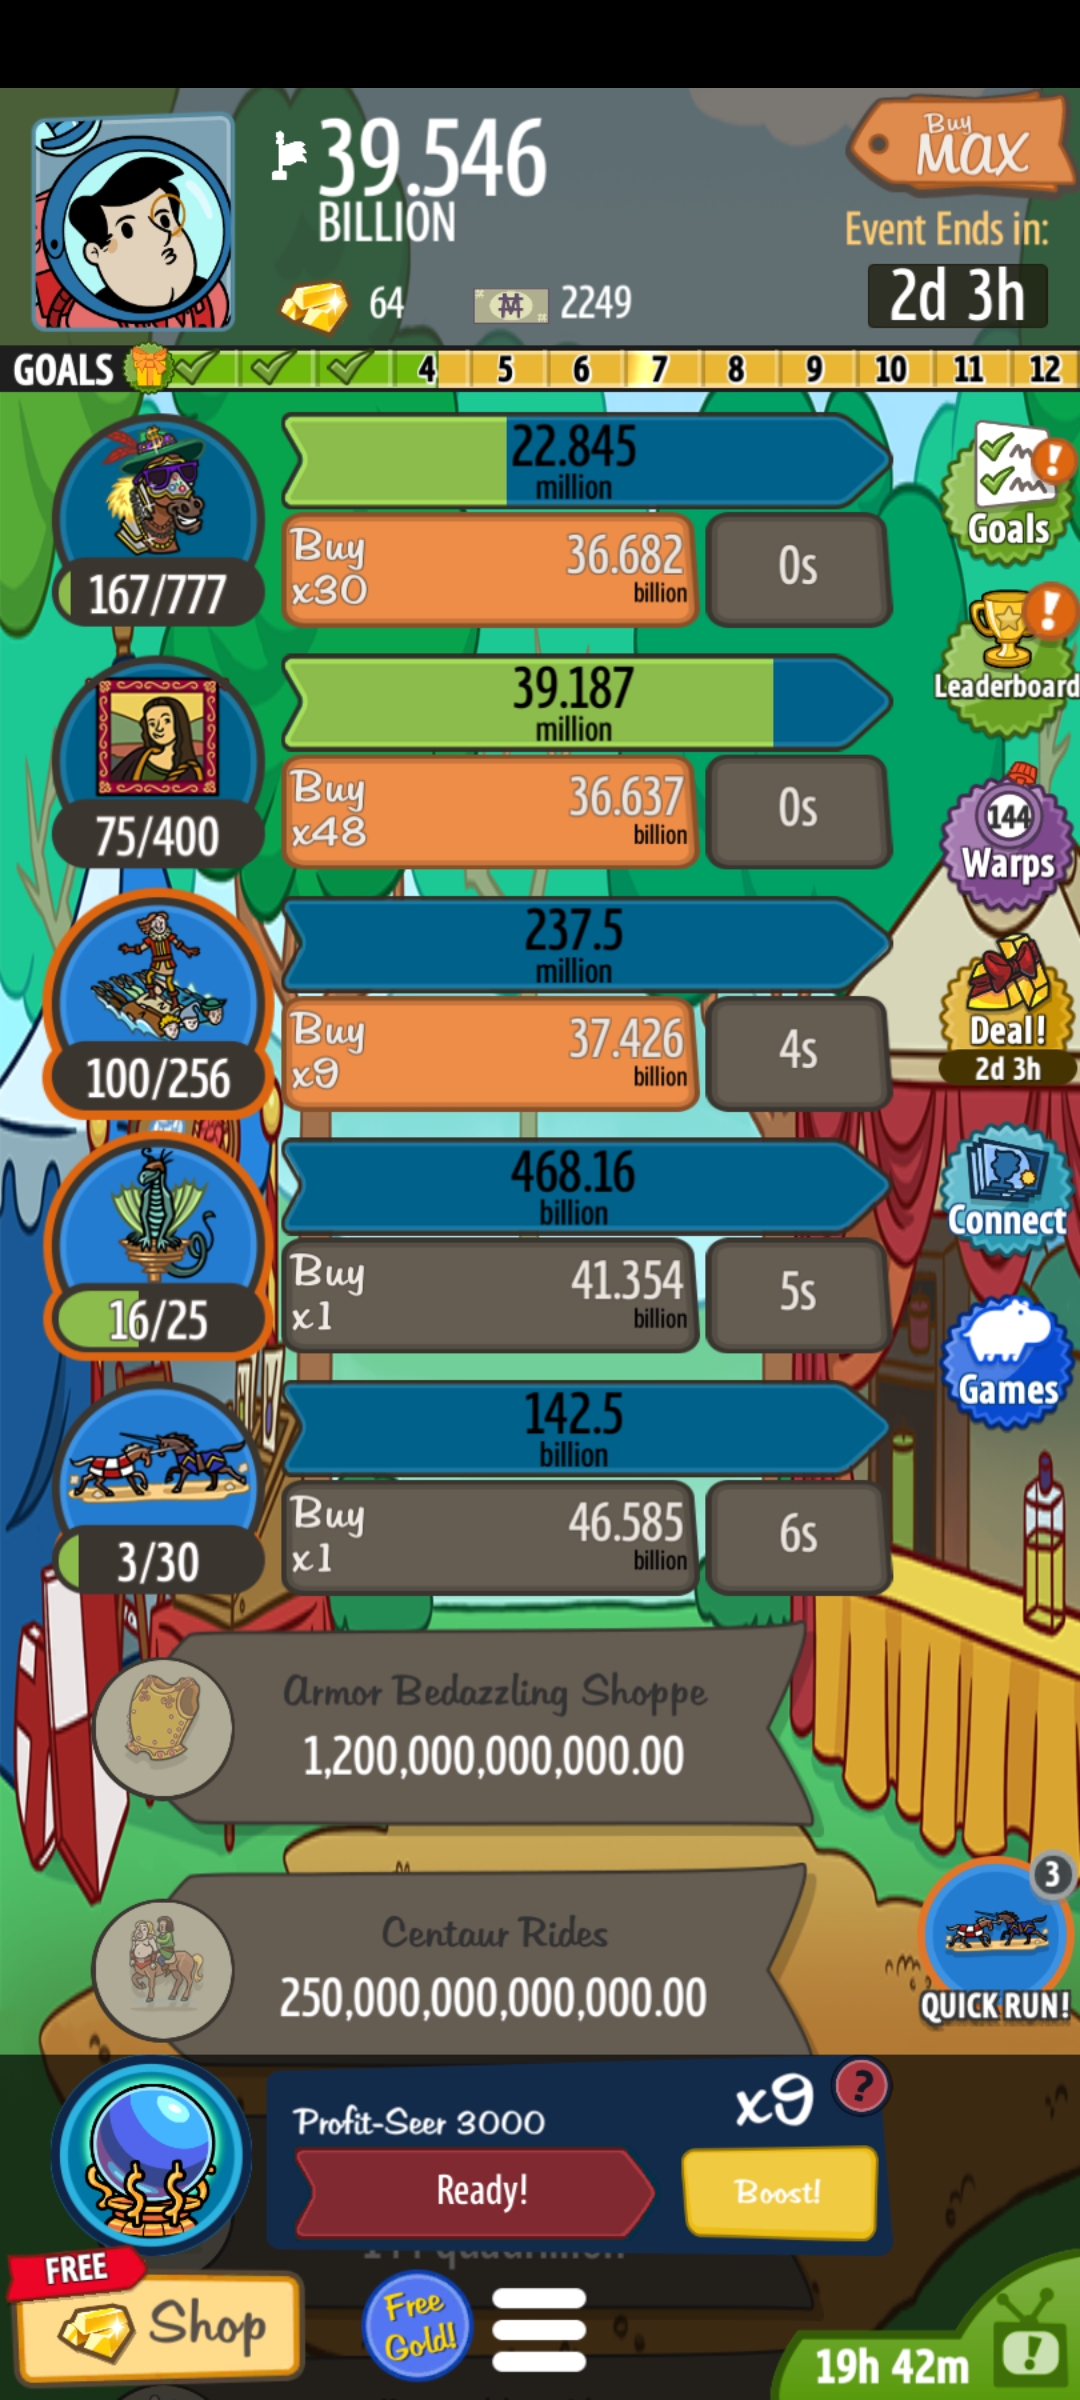 39.546
BILLION
64
2249
Buy
MAX
Event Ends in:
2d 3h
GOALS 4 5 6 7 8 9 10 11 12
22.845
million
Buy
x30
36.682
billion
0s
167/777
Goals
39.187
million
Buy
x48
36.637
billion
0s
75/400
Leaderboard
144
Warps
237.5
million
Buy
x9
37.426
billion
4s
100/256
Deal!
2d 3h
468.16
billion
Buy
x1
41.354
billion
5s
16/25
Connect
Games
142.5
billion
Buy
x1
46.585
billion
6s
3/30
Armor Bedazzling Shoppe
1,200,000,000,000.00
Centaur Rides
250,000,000,000,000.00
3
QUICK RUN!
Profit-Seer 3000
x9
?
Ready!
Boost!
FREE
Shop
Free
Gold!
19h 42m